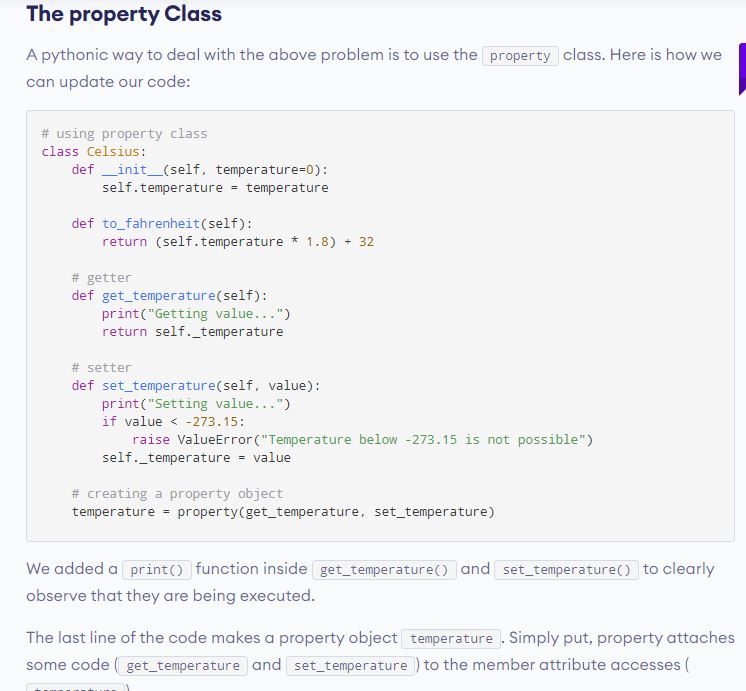 The property Class
A pythonic way to deal with the above problem is to use the property class. Here is how we
can update our code:
# using property class
class Celsius:
    def __init__(self, temperature=0):
        self.temperature = temperature
    def to_fahrenheit(self):
        return (self.temperature * 1.8) + 32
    # getter
    def get_temperature(self):
        print("Getting value...")
        return self._temperature
    # setter
    def set_temperature(self, value):
        print("Setting value...")
        if value < -273.15:
            raise ValueError("Temperature below -273.15 is not possible")
        self._temperature = value
    # creating a property object
    temperature = property(get_temperature, set_temperature)
We added a print() function inside get_temperature() and set_temperature() to clearly
observe that they are being executed.
The last line of the code makes a property object temperature . Simply put, property attaches
some code ( get_temperature and set_temperature ) to the member attribute accesses (